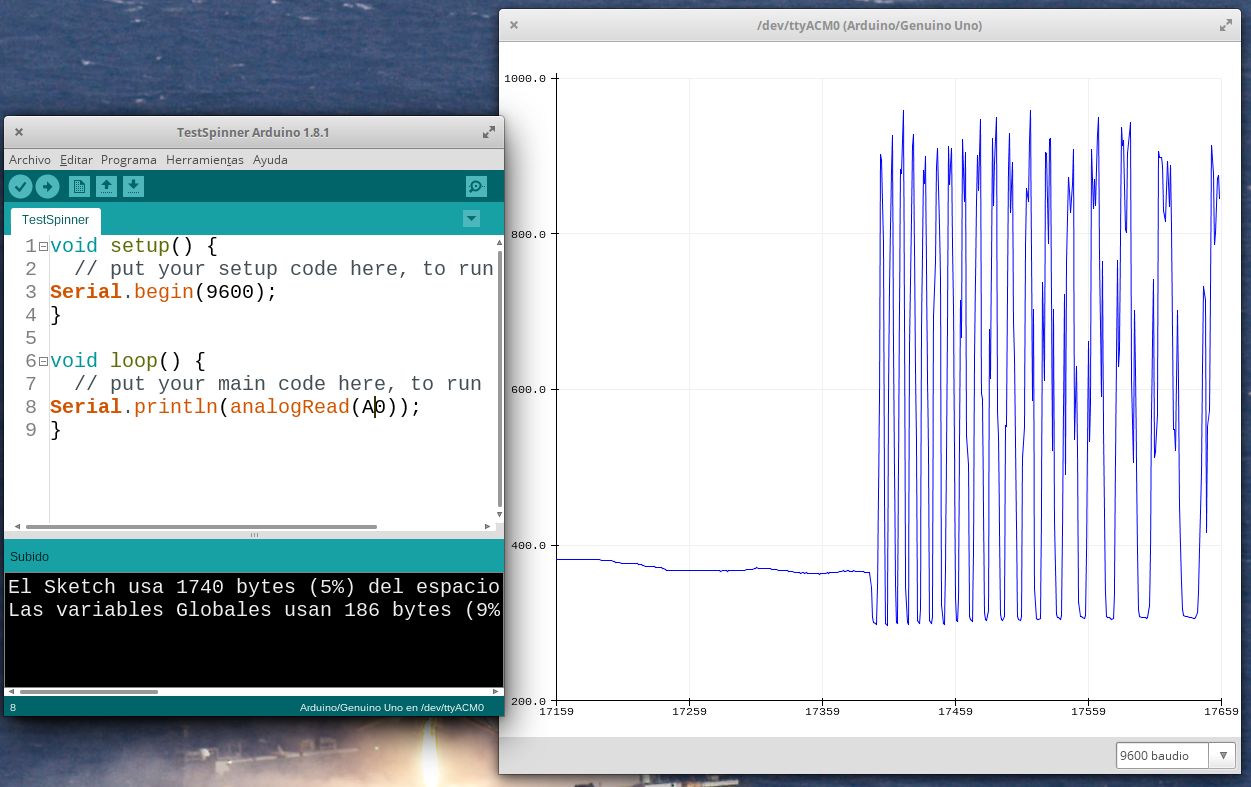 /dev/ttyACM0 (Arduino/Genuino Uno)
1000.0
800.0
600.0
400.0
200.0
17159
17259
17359
17459
17559
17659
9600 baudio
TestSpinner Arduino 1.8.1
Archivo Editar Programa Herramientas Ayuda
TestSpinner
1 void setup() {
2 // put your setup code here, to run
3 Serial.begin(9600);
4 }
5
6 void loop() {
7 // put your main code here, to run
8 Serial.println(analogRead(A0));
9 }
Subido
El Sketch usa 1740 bytes (5%) del espacio
Las variables Globales usan 186 bytes (9%
8
Arduino/Genuino Uno en /dev/ttyACM0